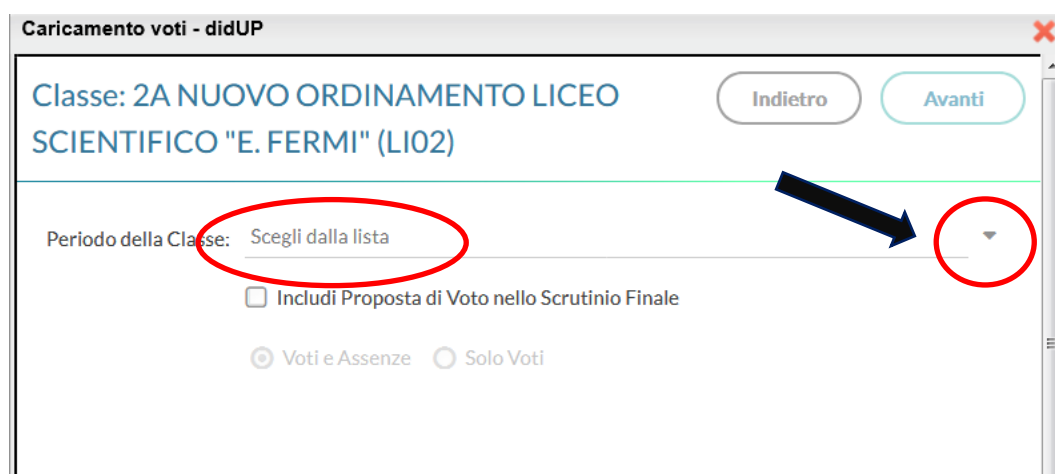 Caricamento voti - didUP
Classe: 2A NUOVO ORDINAMENTO LICEO
SCIENTIFICO "E. FERMI" (LI02)
Indietro
Avanti
Periodo della Classe: Scegli dalla lista
Includi Proposta di Voto nello Scrutinio Finale
Voti e Assenze Solo Voti